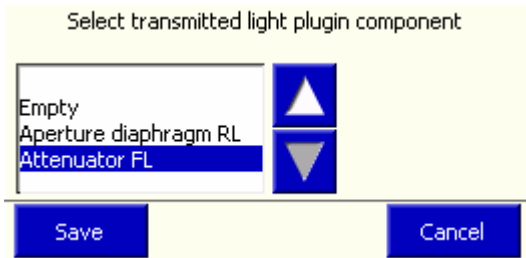 Select transmitted light plugin component
Empty
Aperture diaphragm RL
Attenuator FL
Save
Cancel